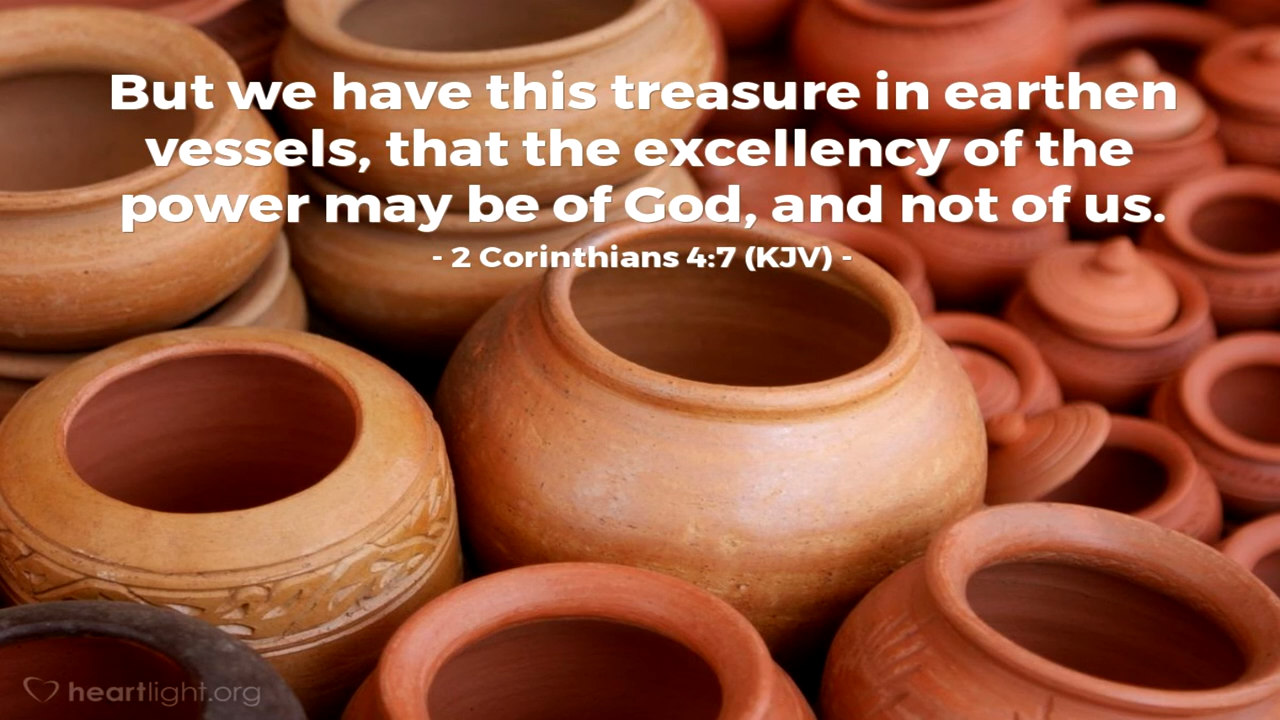 But we have this treasure in earthen
vessels, that the excellency of the
power may be of God, and not of us.
- 2 Corinthians 4:7 (KJV) -
heartlight.org